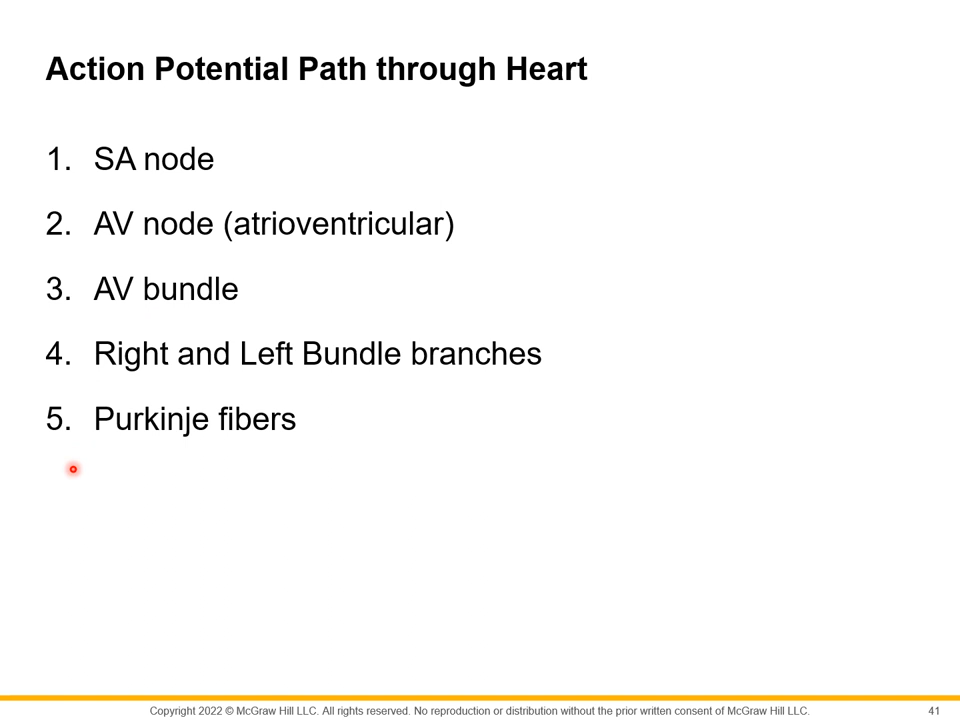 Action Potential Path through Heart
1. SA node
2. AV node (atrioventricular)
3. AV bundle
4. Right and Left Bundle branches
5. Purkinje fibers
Copyright 2022 © McGraw Hill LLC. All rights reserved. No reproduction or distribution without the prior written consent of McGraw Hill LLC. 41